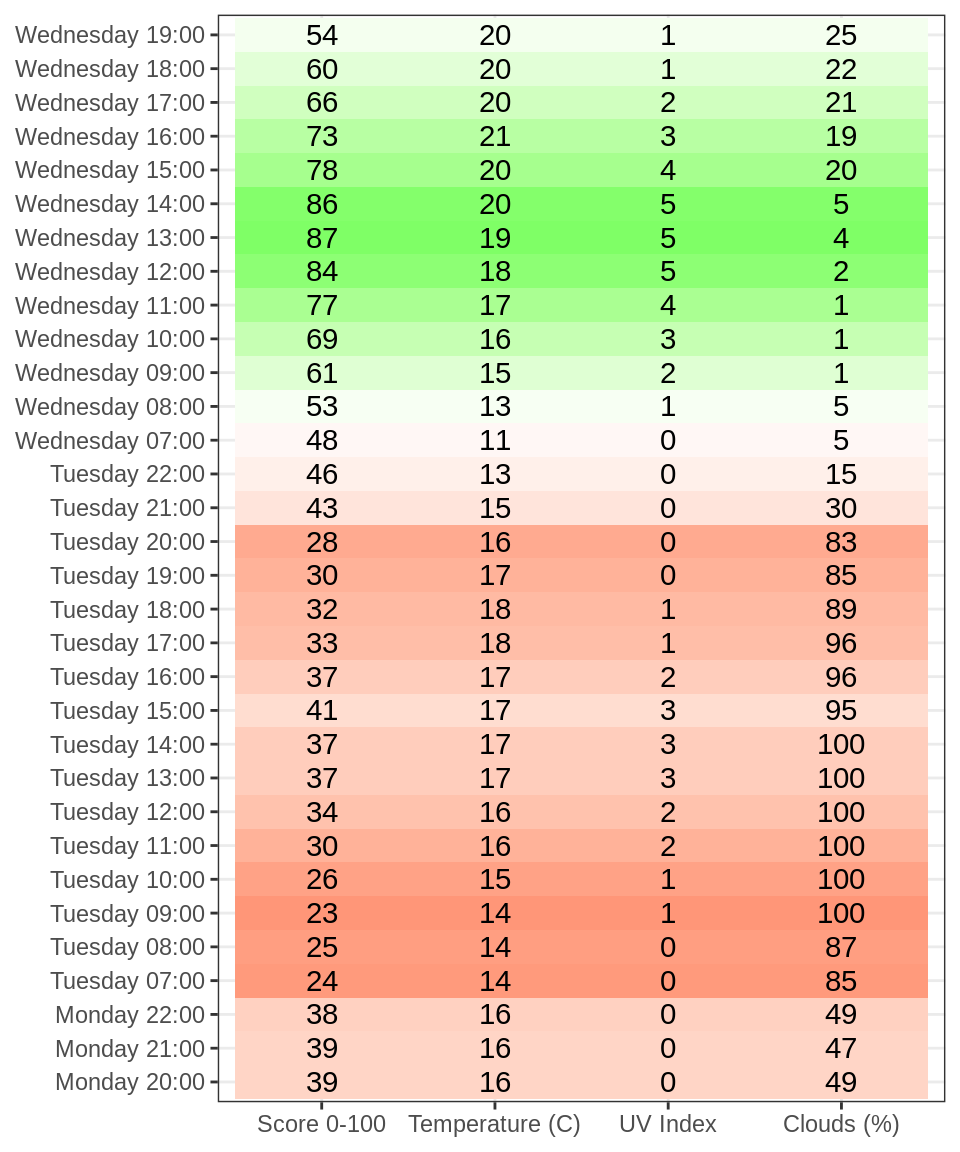 Wednesday 19:00 54 20 1 25
Wednesday 18:00 60 20 1 22
Wednesday 17:00 66 20 2 21
Wednesday 16:00 73 21 3 19
Wednesday 15:00 78 20 4 20
Wednesday 14:00 86 20 5 5
Wednesday 13:00 87 19 5 4
Wednesday 12:00 84 18 5 2
Wednesday 11:00 77 17 4 1
Wednesday 10:00 69 16 3 1
Wednesday 09:00 61 15 2 1
Wednesday 08:00 53 13 1 5
Wednesday 07:00 48 11 0 5
Tuesday 22:00 46 13 0 15
Tuesday 21:00 43 15 0 30
Tuesday 20:00 28 16 0 83
Tuesday 19:00 30 17 0 85
Tuesday 18:00 32 18 1 89
Tuesday 17:00 33 18 1 96
Tuesday 16:00 37 17 2 96
Tuesday 15:00 41 17 3 95
Tuesday 14:00 37 17 3 100
Tuesday 13:00 37 17 3 100
Tuesday 12:00 34 16 2 100
Tuesday 11:00 30 16 2 100
Tuesday 10:00 26 15 1 100
Tuesday 09:00 23 14 1 100
Tuesday 08:00 25 14 0 87
Tuesday 07:00 24 14 0 85
Monday 22:00 38 16 0 49
Monday 21:00 39 16 0 47
Monday 20:00 39 16 0 49
Score 0-100 Temperature (C) UV Index Clouds (%)